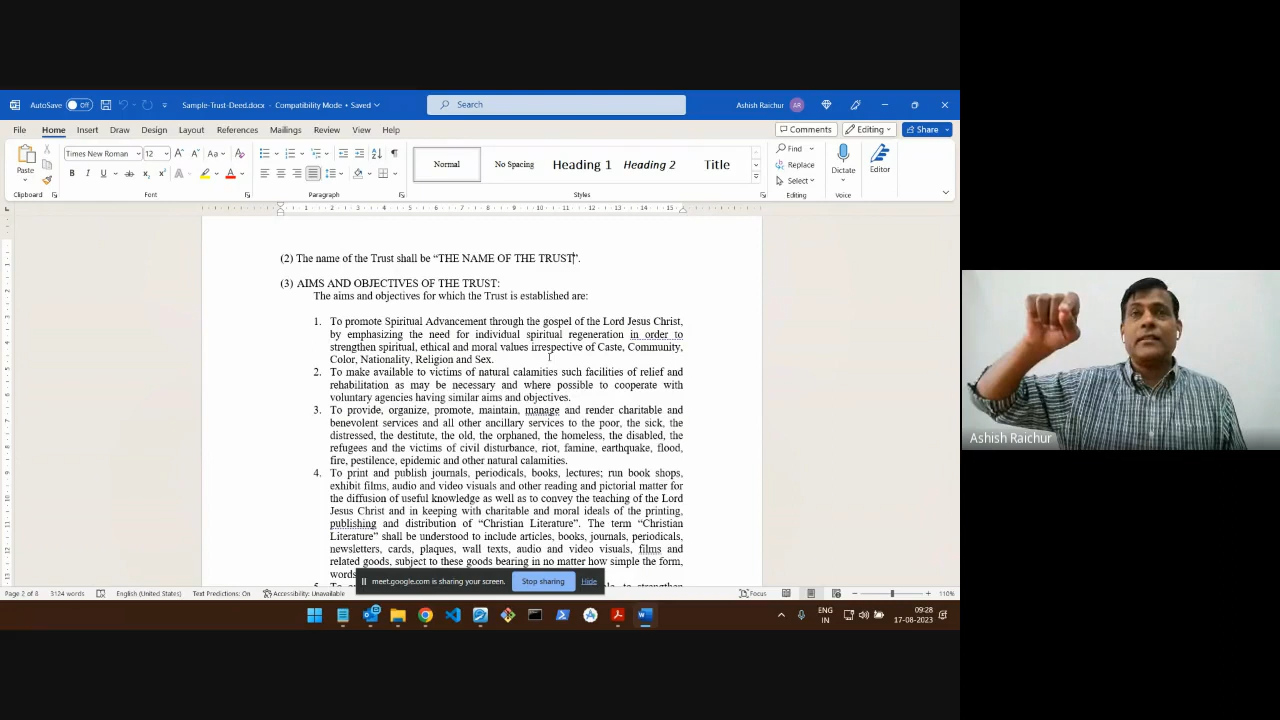 AutoSave Off Sample-Trust-Deed.docx - Compatibility Mode • Saved Search Ashish Raichur AR
File Home Insert Draw Design Layout References Mailings Review View Help Comments Editing Share
Paste Times New Roman 12 Normal No Spacing Heading 1 Heading 2 Title Find Replace Select Dictate Editor
Clipboard Font Paragraph Styles Editing Voice
(2) The name of the Trust shall be “THE NAME OF THE TRUST”.
(3) AIMS AND OBJECTIVES OF THE TRUST:
The aims and objectives for which the Trust is established are:
1. To promote Spiritual Advancement through the gospel of the Lord Jesus Christ,
by emphasizing the need for individual spiritual regeneration in order to
strengthen spiritual, ethical and moral values irrespective of Caste, Community,
Color, Nationality, Religion and Sex.
2. To make available to victims of natural calamities such facilities of relief and
rehabilitation as may be necessary and where possible to cooperate with
voluntary agencies having similar aims and objectives.
3. To provide, organize, promote, maintain, manage and render charitable and
benevolent services and all other ancillary services to the poor, the sick, the
distressed, the destitute, the old, the orphaned, the homeless, the disabled, the
refugees and the victims of civil disturbance, riot, famine, earthquake, flood,
fire, pestilence, epidemic and other natural calamities.
4. To print and publish journals, periodicals, books, lectures; run book shops,
exhibit films, audio and video visuals and other reading and pictorial matter for
the diffusion of useful knowledge as well as to convey the teaching of the Lord
Jesus Christ and in keeping with charitable and moral ideals of the printing,
publishing and distribution of “Christian Literature”. The term “Christian
Literature” shall be understood to include articles, books, journals, periodicals,
newsletters, cards, plaques, wall texts, audio and video visuals, films and
related goods, subject to these goods bearing in no matter how simple the form,
words
meet.google.com is sharing your screen. Stop sharing Hide
Page 2 of 8 3124 words English (United States) Text Predictions: On Accessibility: Unavailable Focus 110%
ENG
IN
09:28
17-08-2023
Ashish Raichur